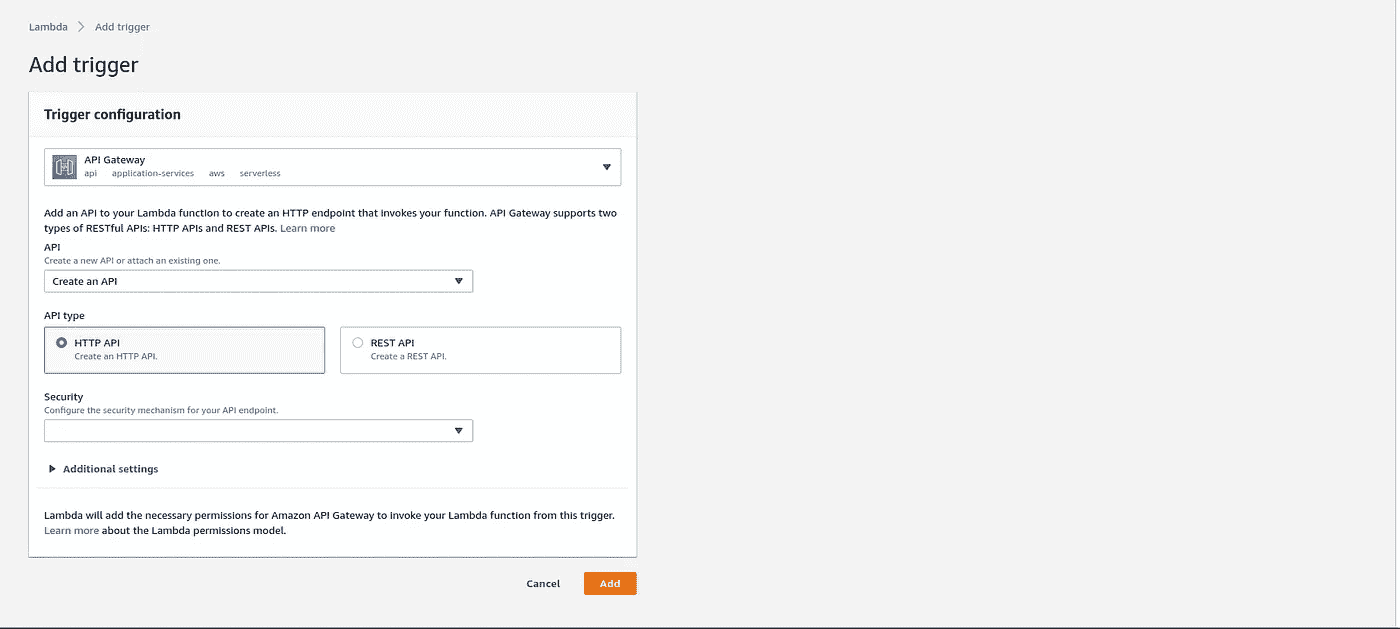 Lambda Add trigger
Add trigger
Trigger configuration
API Gateway
api application-services aws serverless
Add an API to your Lambda function to create an HTTP endpoint that invokes your function. API Gateway supports two
types of RESTful APIs: HTTP APIs and REST APIs. Learn more
API
Create a new API or attach an existing one.
Create an API
API type
HTTP API
Create an HTTP API.
REST API
Create a REST API.
Security
Configure the security mechanism for your API endpoint.
Additional settings
Lambda will add the necessary permissions for Amazon API Gateway to invoke your Lambda function from this trigger.
Learn more about the Lambda permissions model.
Cancel Add